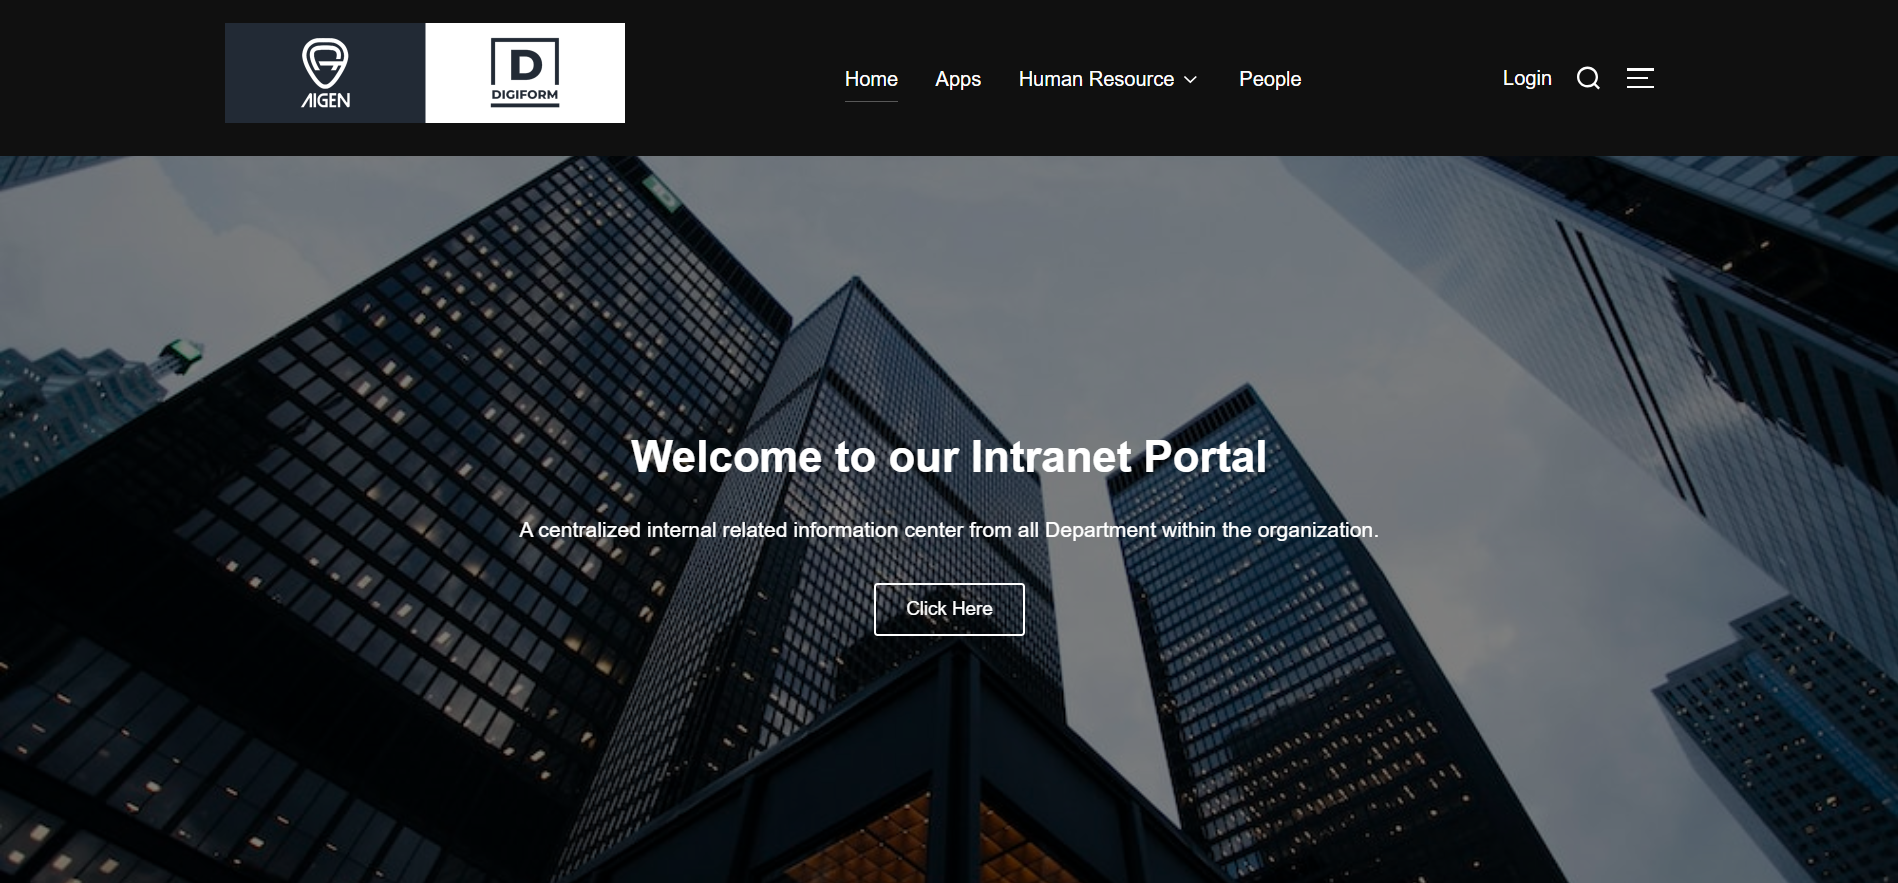 AIGEN
D
DIGIFORM
Home
Apps
Human Resource
People
Login
Welcome to our Intranet Portal
A centralized internal related information center from all Department within the organization.
Click Here